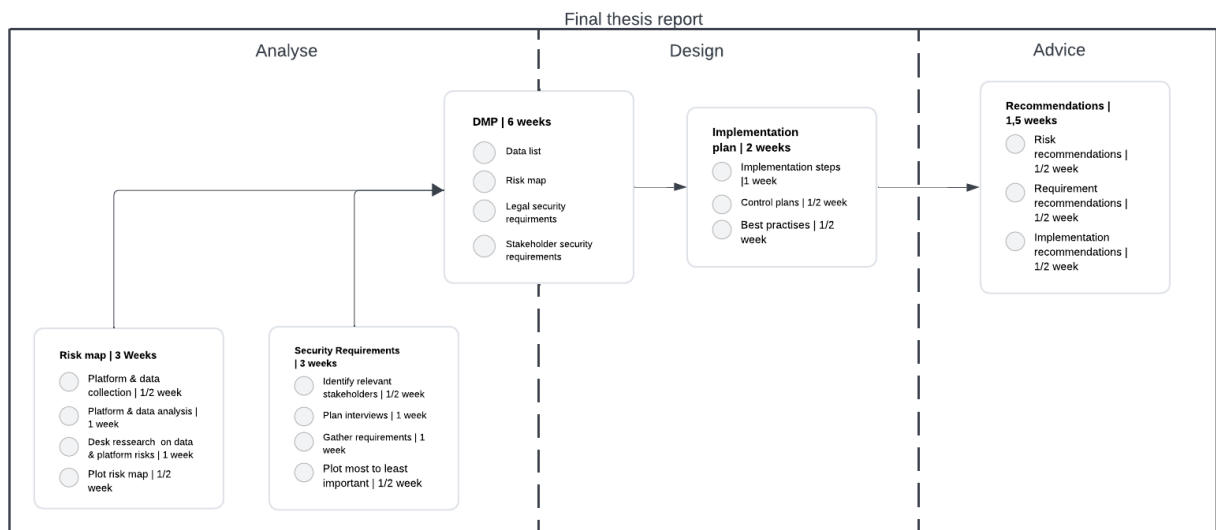 Final thesis report
Analyse
Design
Advice
DMP | 6 weeks
Data list
Risk map
Legal security
requirments
Stakeholder security
requirements
Implementation
plan | 2 weeks
Implementation steps
|1 week
Control plans | 1/2 week
Best practises | 1/2
week
Recommendations |
1,5 weeks
Risk
recommendations |
1/2 week
Requirement
recommendations |
1/2 week
Implementation
recommendations |
1/2 week
Risk map | 3 Weeks
Platform & data
collection | 1/2 week
Platform & data analysis |
1 week
Desk ressearch on data
& platform risks | 1 week
Plot risk map | 1/2
week
Security Requirements
| 3 weeks
Identify relevant
stakeholders | 1/2 week
Plan interviews | 1 week
Gather requirements | 1
week
Plot most to least
important | 1/2 week